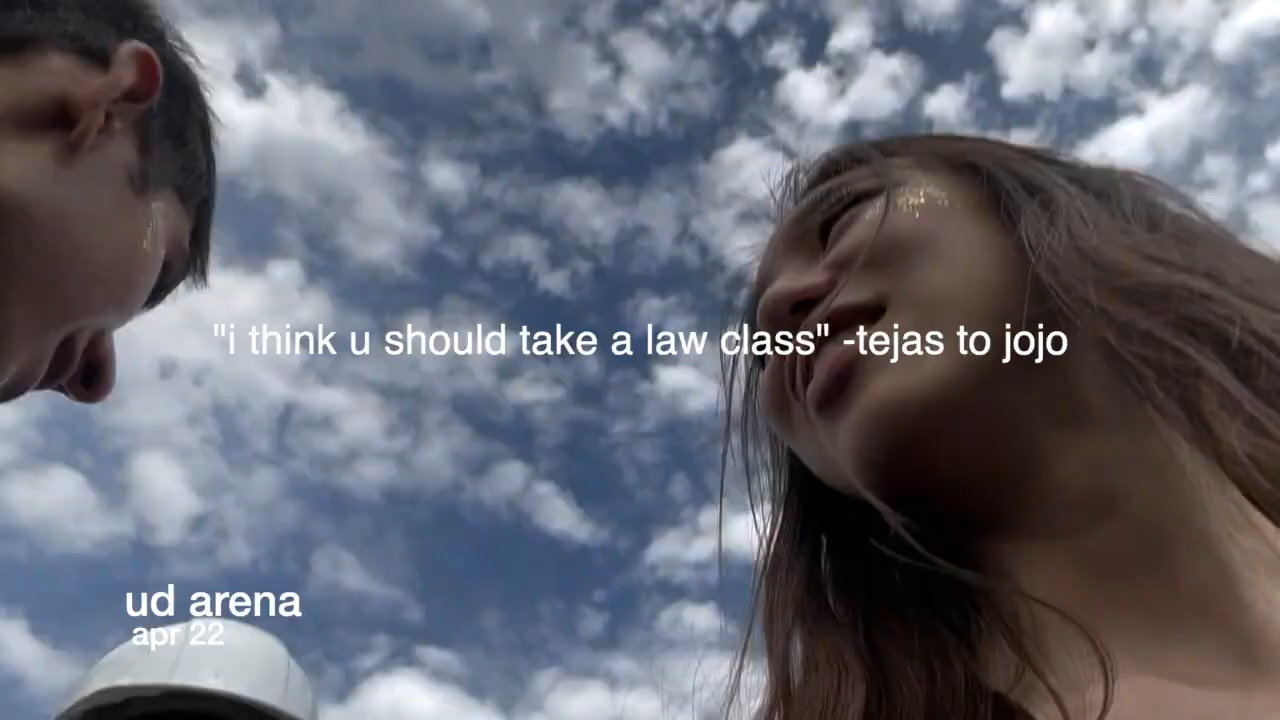 "i think u should take a law class" -tejas to jojo
ud arena
apr 22